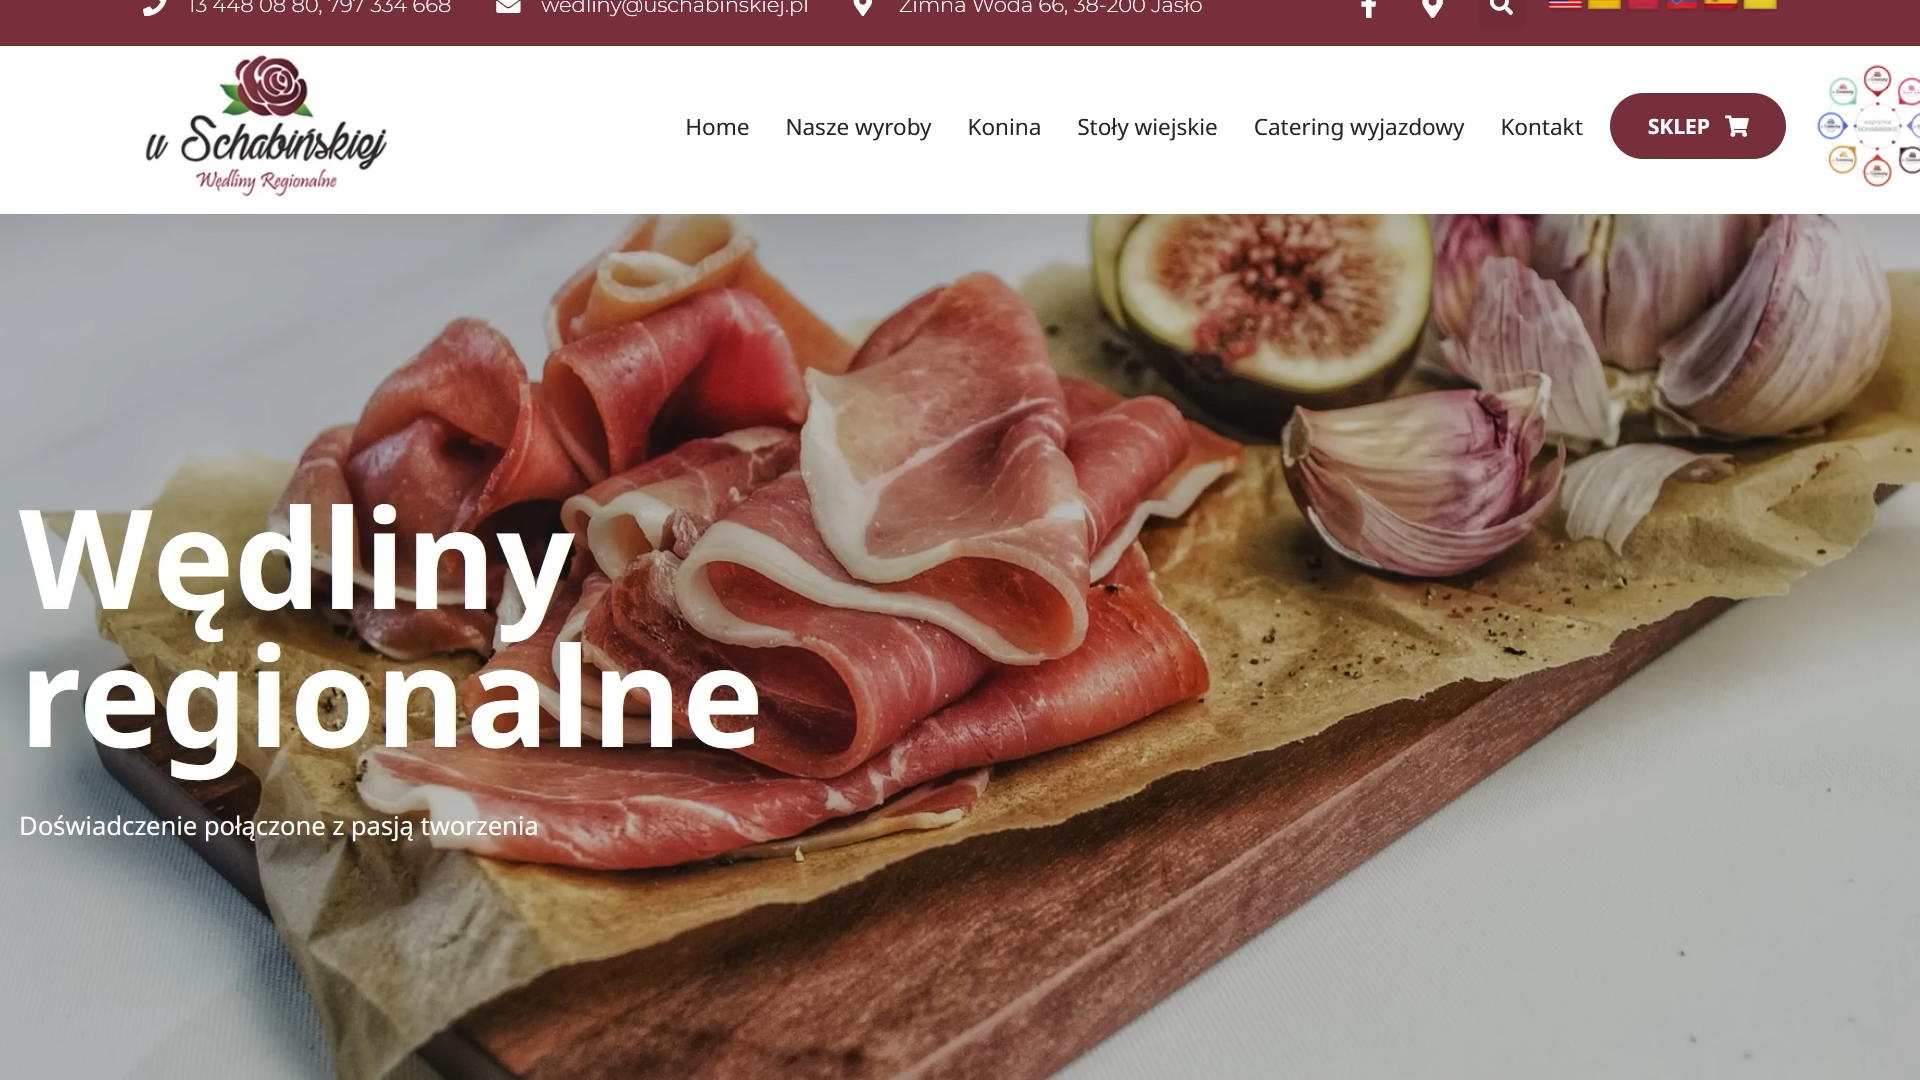 13 448 08 80, 797 334 668
wedliny@uschabinskiej.pl
Zimna Woda 66, 38-200 Jasło
u Schabińskiej
Wędliny Regionalne
Home
Nasze wyroby
Konina
Stoły wiejskie
Catering wyjazdowy
Kontakt
SKLEP
Wędliny
regionalne
Doświadczenie połączone z pasją tworzenia